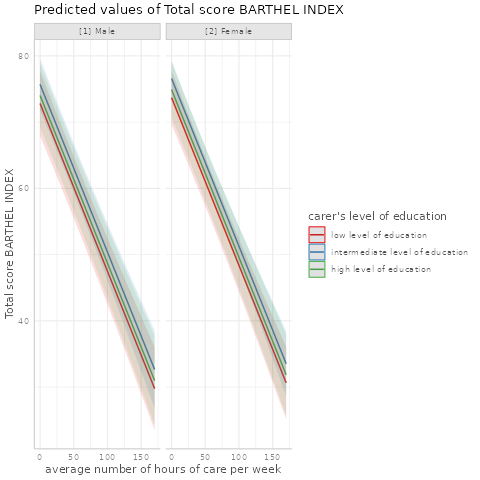 Predicted values of Total score BARTHEL INDEX
[1] Male
[2] Female
80
60
40
Total score BARTHEL INDEX
0 50 100 150
0 50 100 150
average number of hours of care per week
carer's level of education
low level of education
intermediate level of education
high level of education